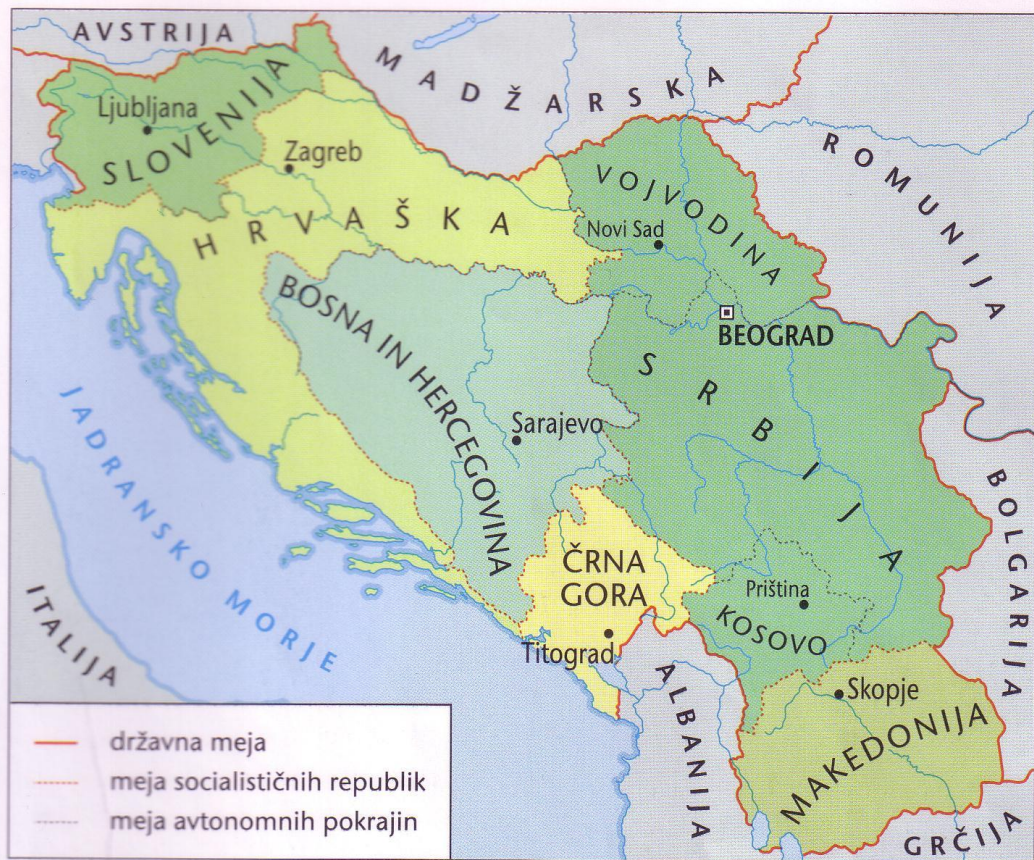 AVSTRIJA
MADŽARSKA
ROMUNIJA
BOLGARIJA
GRČIJA
ALBANIJA
ITALIJA
JADRANSKO MORJE
SLOVENIJA
Ljubljana
HRVAŠKA
Zagreb
VOJVODINA
Novi Sad
BEOGRAD
SRBIJA
BOSNA IN HERCEGOVINA
Sarajevo
ČRNA
GORA
Titograd
Priština
KOSOVO
Skopje
MAKEDONIJA
državna meja
meja socialističnih republik
meja avtonomnih pokrajin